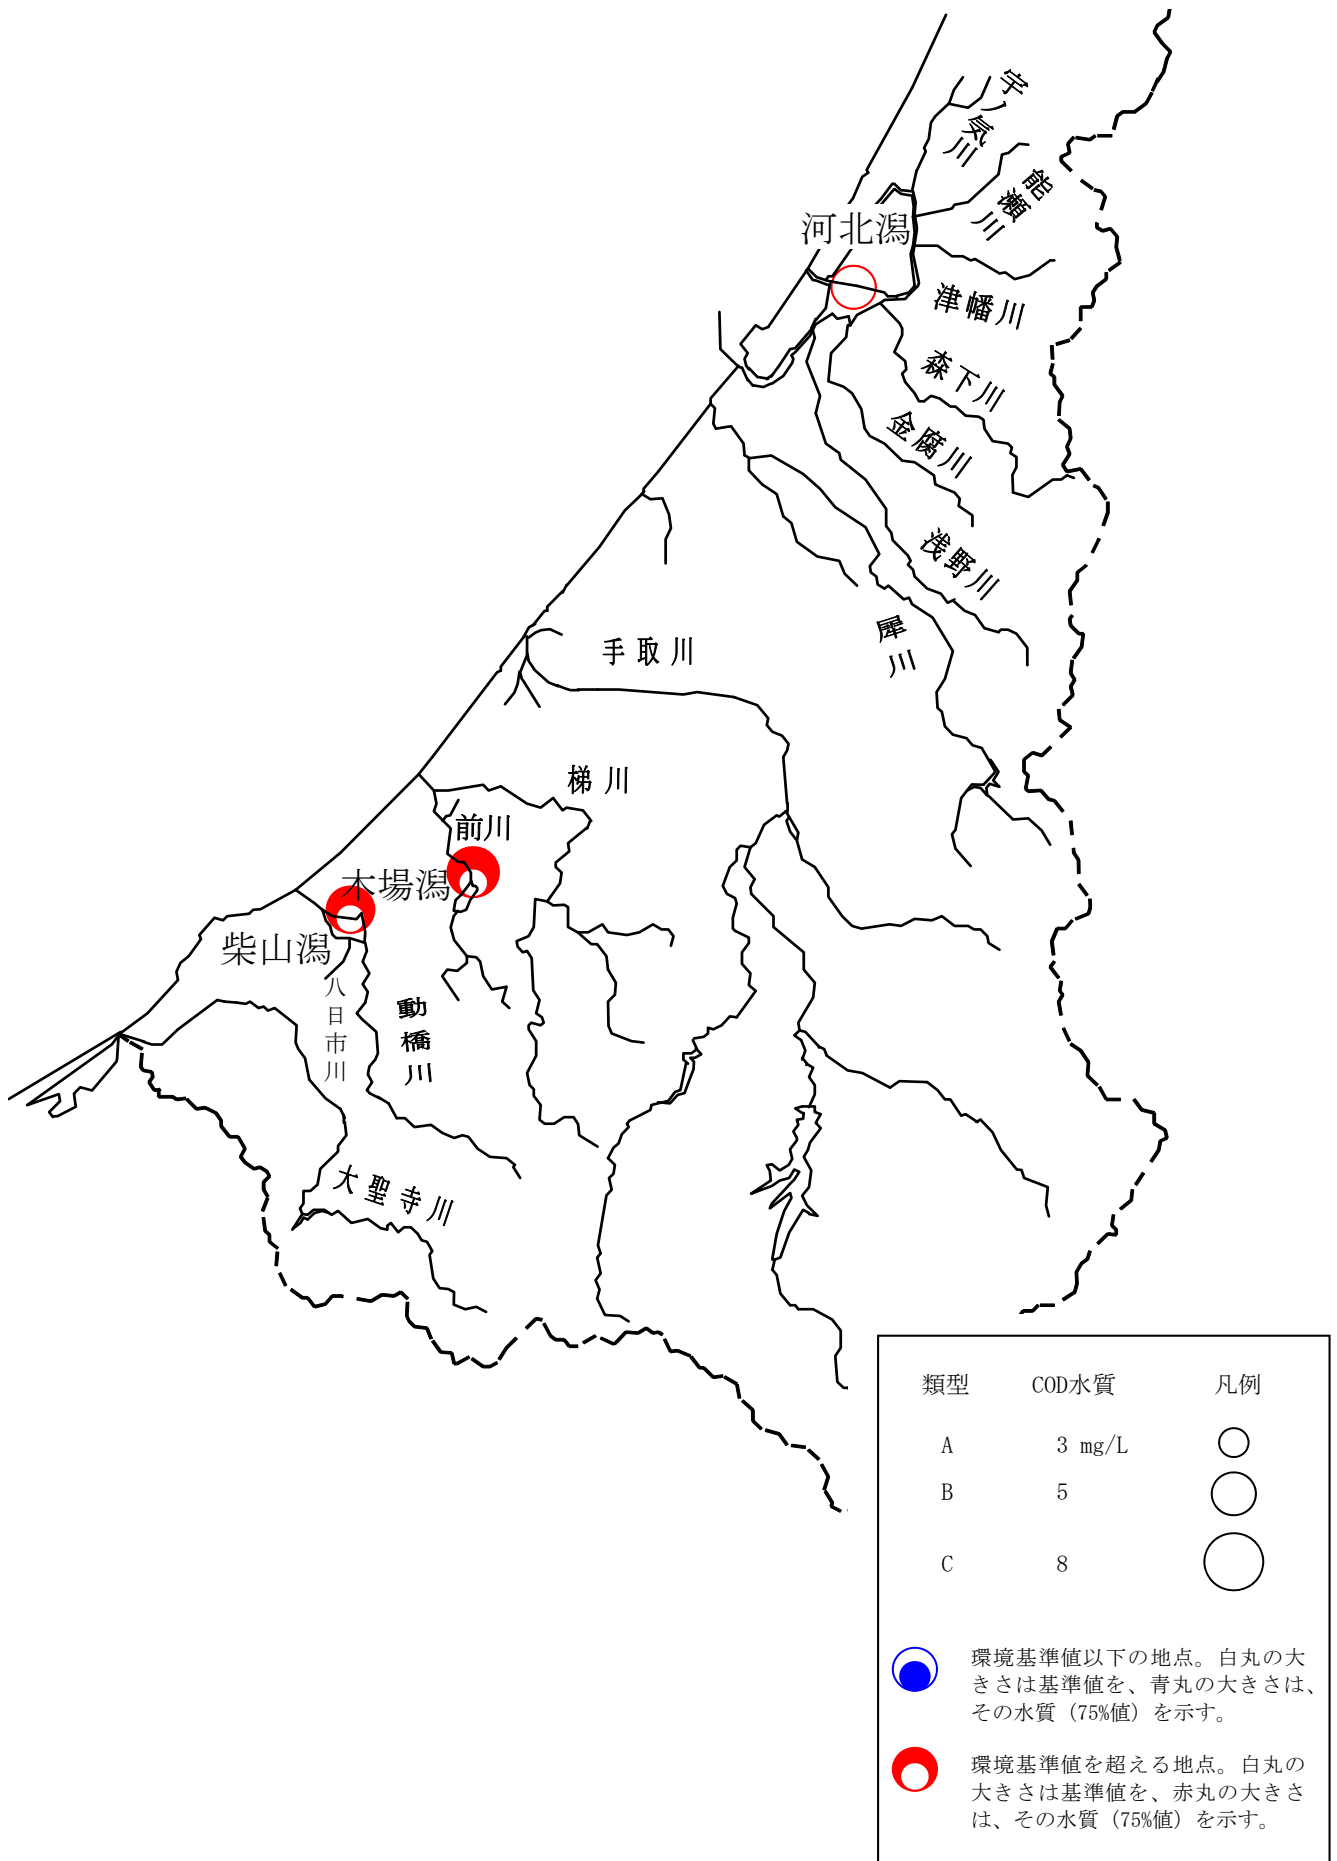 宇ノ気川
能瀬川
河北潟
津幡川
森下川
金腐川
浅野川
犀川
手取川
梯川
前川
木場潟
柴山潟
八日市川
動橋川
大聖寺川
類型 COD水質 凡例
A 3 mg/L
B 5
C 8
環境基準値以下の地点。白丸の大
きさは基準値を、青丸の大きさは、
その水質（75%値）を示す。
環境基準値を超える地点。白丸の
大きさは基準値を、赤丸の大きさ
は、その水質（75%値）を示す。